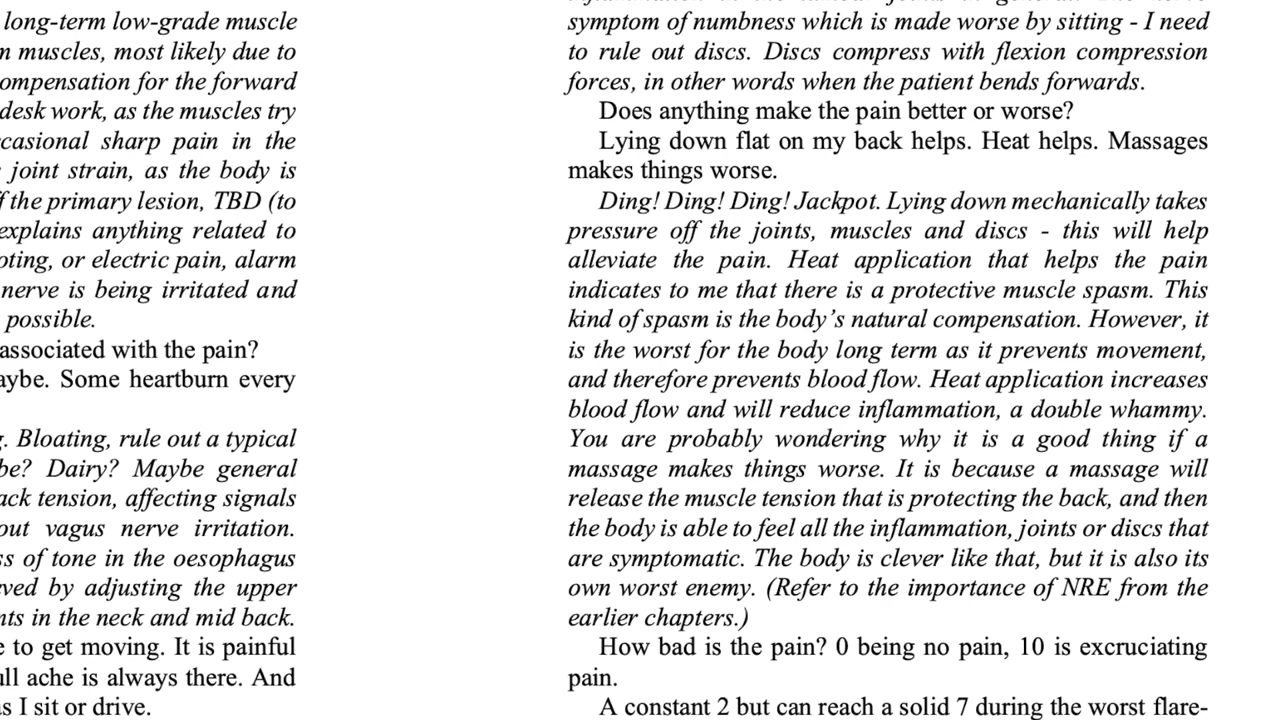 long-term low-grade muscle
muscles, most likely due to
compensation for the forward
desk work, as the muscles try
casional sharp pain in the
joint strain, as the body is
the primary lesion, TBD (to
explains anything related to
oting, or electric pain, alarm
nerve is being irritated and
possible.
associated with the pain?
aybe. Some heartburn every
. Bloating, rule out a typical
be? Dairy? Maybe general
ack tension, affecting signals
out vagus nerve irritation.
ss of tone in the oesophagus
ved by adjusting the upper
nts in the neck and mid back.
e to get moving. It is painful
ull ache is always there. And
as I sit or drive.
symptom of numbness which is made worse by sitting - I need
to rule out discs. Discs compress with flexion compression
forces, in other words when the patient bends forwards.
Does anything make the pain better or worse?
Lying down flat on my back helps. Heat helps. Massages
makes things worse.
Ding! Ding! Ding! Jackpot. Lying down mechanically takes
pressure off the joints, muscles and discs - this will help
alleviate the pain. Heat application that helps the pain
indicates to me that there is a protective muscle spasm. This
kind of spasm is the body’s natural compensation. However, it
is the worst for the body long term as it prevents movement,
and therefore prevents blood flow. Heat application increases
blood flow and will reduce inflammation, a double whammy.
You are probably wondering why it is a good thing if a
massage makes things worse. It is because a massage will
release the muscle tension that is protecting the back, and then
the body is able to feel all the inflammation, joints or discs that
are symptomatic. The body is clever like that, but it is also its
own worst enemy. (Refer to the importance of NRE from the
earlier chapters.)
How bad is the pain? 0 being no pain, 10 is excruciating
pain.
A constant 2 but can reach a solid 7 during the worst flare-